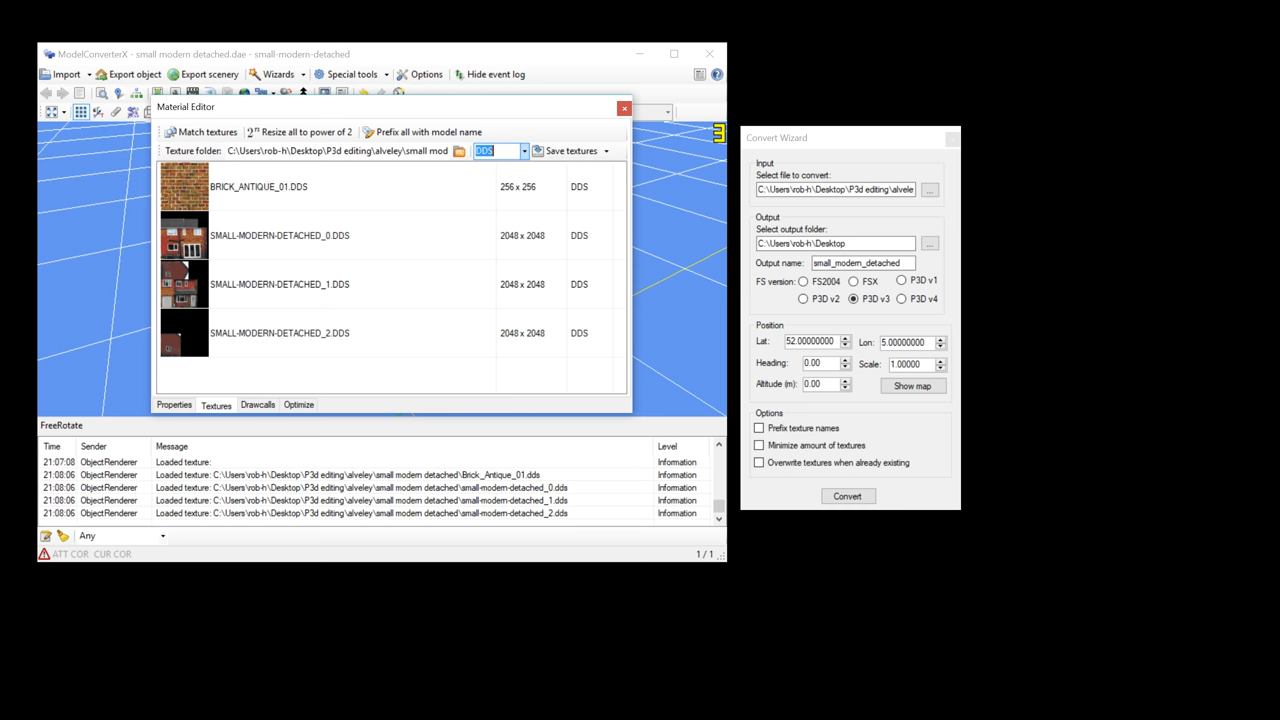 ModelConverterX - small modern detached.dae - small-modern-detached
Import Export object Export scenery Wizards Special tools Options Hide event log
Material Editor
Match textures 2ⁿ Resize all to power of 2 Prefix all with model name
Texture folder: C:\Users\rob-h\Desktop\P3d editing\alveley\small mod DDS Save textures
BRICK_ANTIQUE_01.DDS 256 x 256 DDS
SMALL-MODERN-DETACHED_0.DDS 2048 x 2048 DDS
SMALL-MODERN-DETACHED_1.DDS 2048 x 2048 DDS
SMALL-MODERN-DETACHED_2.DDS 2048 x 2048 DDS
Properties Textures Drawcalls Optimize
3
FreeRotate
Time Sender Message Level
21:07:08 ObjectRenderer Loaded texture: Information
21:08:06 ObjectRenderer Loaded texture: C:\Users\rob-h\Desktop\P3d editing\alveley\small modern detached\Brick_Antique_01.dds Information
21:08:06 ObjectRenderer Loaded texture: C:\Users\rob-h\Desktop\P3d editing\alveley\small modern detached\small-modern-detached_0.dds Information
21:08:06 ObjectRenderer Loaded texture: C:\Users\rob-h\Desktop\P3d editing\alveley\small modern detached\small-modern-detached_1.dds Information
21:08:06 ObjectRenderer Loaded texture: C:\Users\rob-h\Desktop\P3d editing\alveley\small modern detached\small-modern-detached_2.dds Information
Any
ATT COR CUR COR 1 / 1
Convert Wizard
Input
Select file to convert:
C:\Users\rob-h\Desktop\P3d editing\alvele ...
Output
Select output folder:
C:\Users\rob-h\Desktop ...
Output name: small_modern_detached
FS version: FS2004 FSX P3D v1
P3D v2 P3D v3 P3D v4
Position
Lat: 52.00000000 Lon: 5.00000000
Heading: 0.00 Scale: 1.00000
Altitude (m): 0.00 Show map
Options
Prefix texture names
Minimize amount of textures
Overwrite textures when already existing
Convert